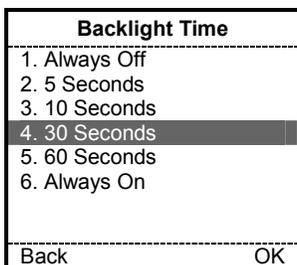 Backlight Time
1. Always Off
2. 5 Seconds
3. 10 Seconds
4. 30 Seconds
5. 60 Seconds
6. Always On
Back OK